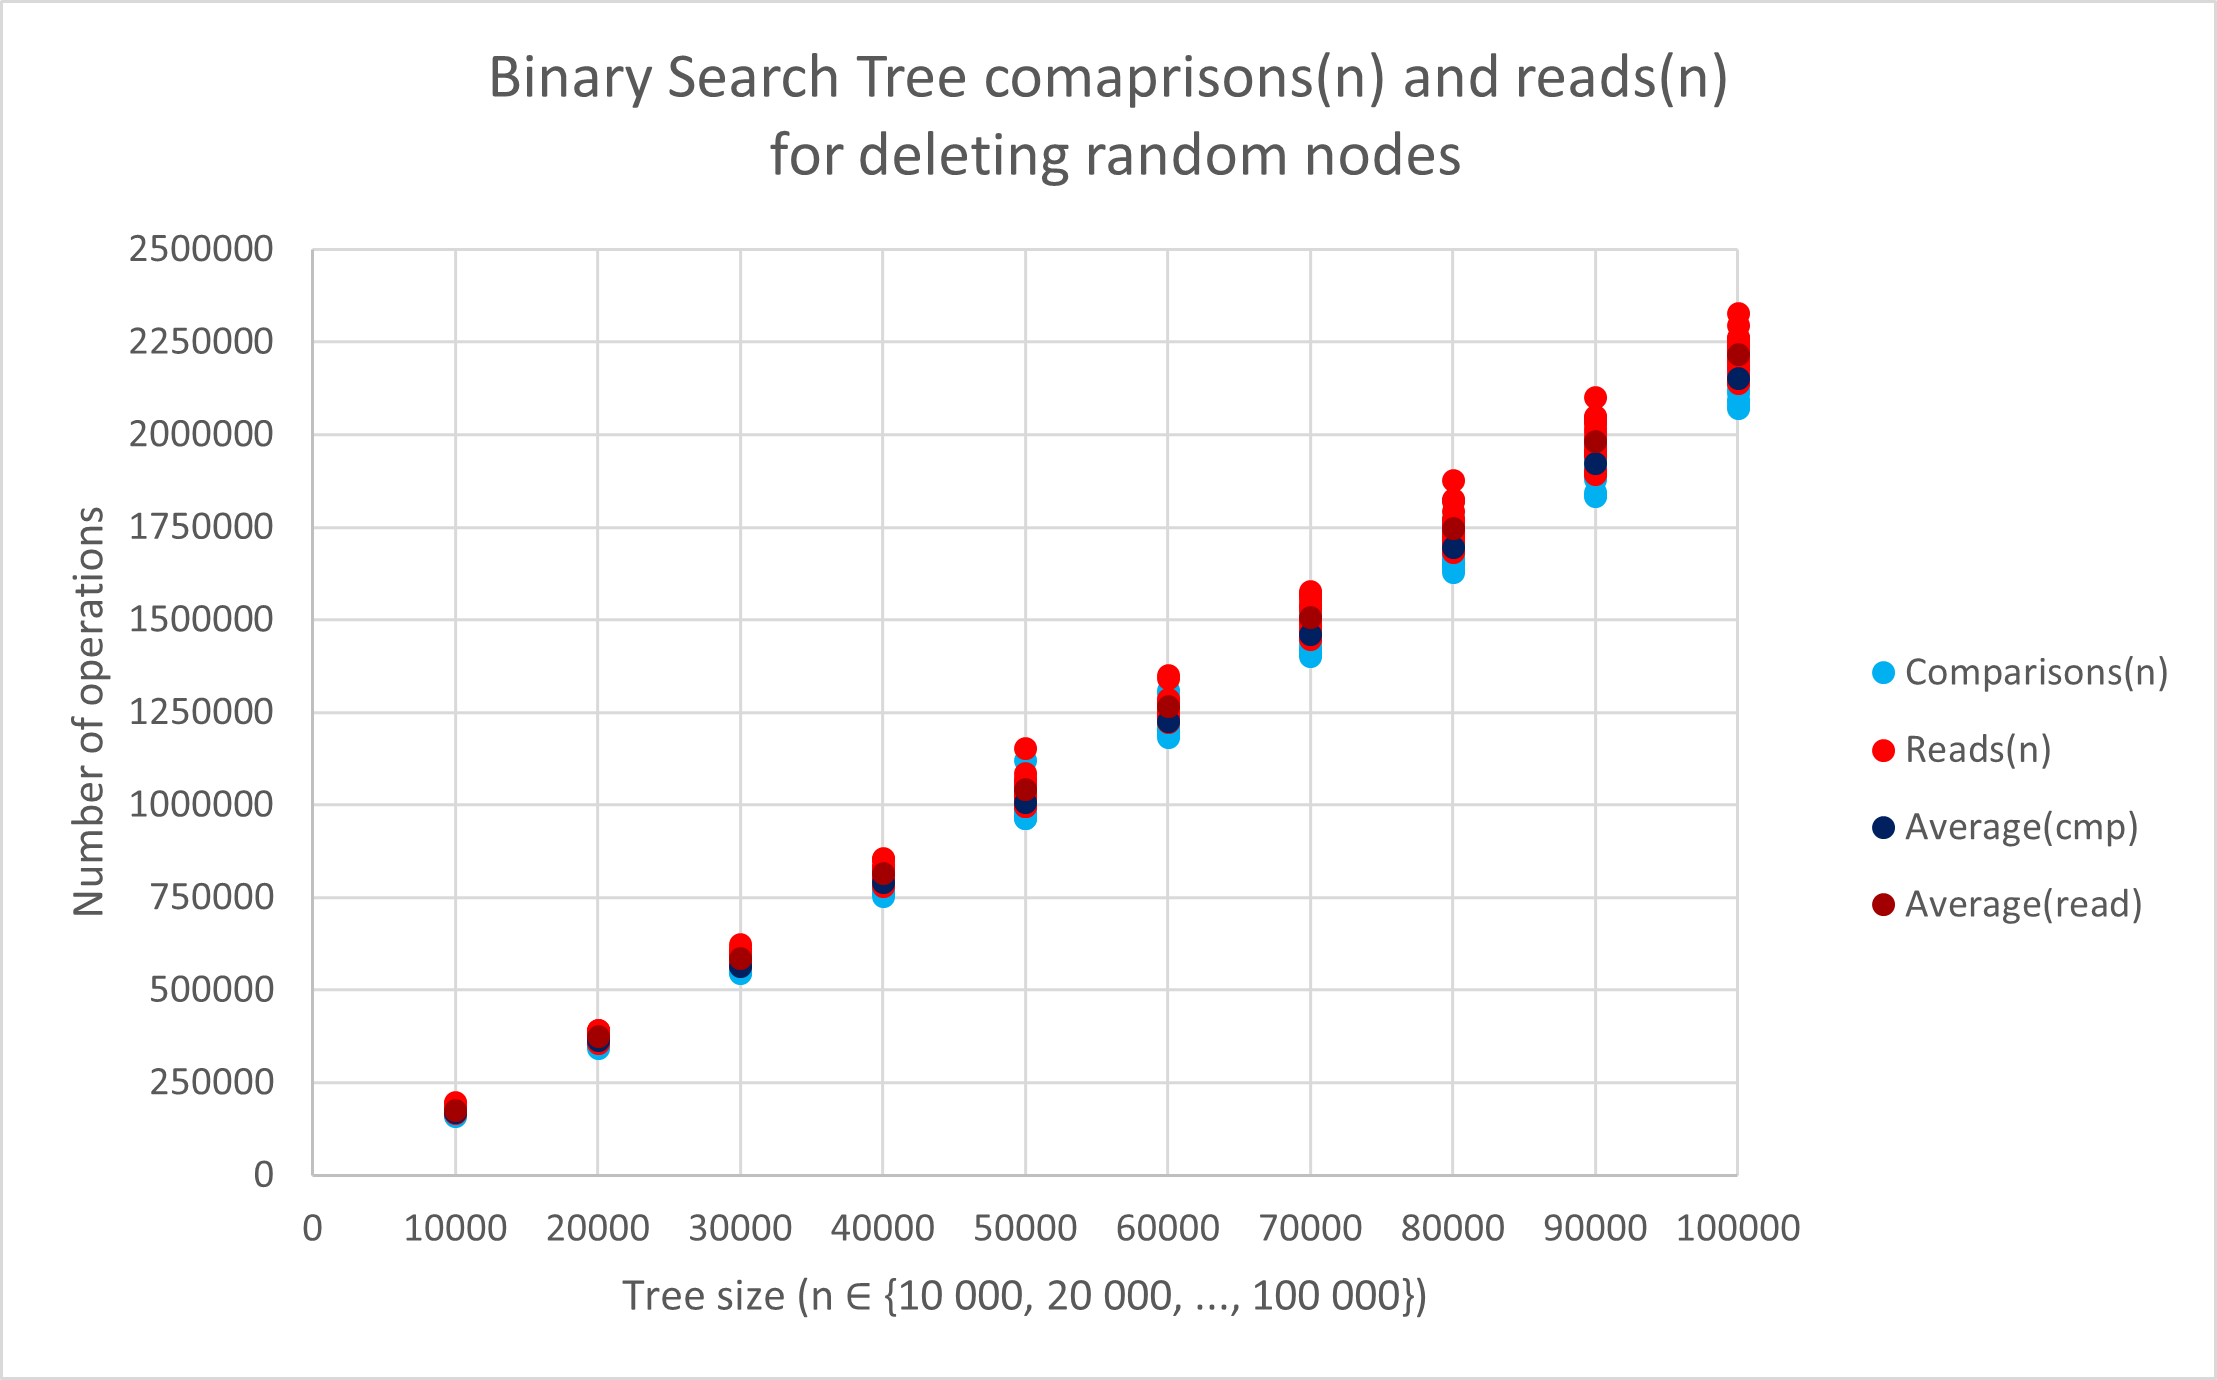 Binary Search Tree comaprisons(n) and reads(n)
for deleting random nodes
Number of operations
2500000
2250000
2000000
1750000
1500000
1250000
1000000
750000
500000
250000
0
0 10000 20000 30000 40000 50000 60000 70000 80000 90000 100000
Tree size (n ∈ {10 000, 20 000, ..., 100 000})
Comparisons(n)
Reads(n)
Average(cmp)
Average(read)